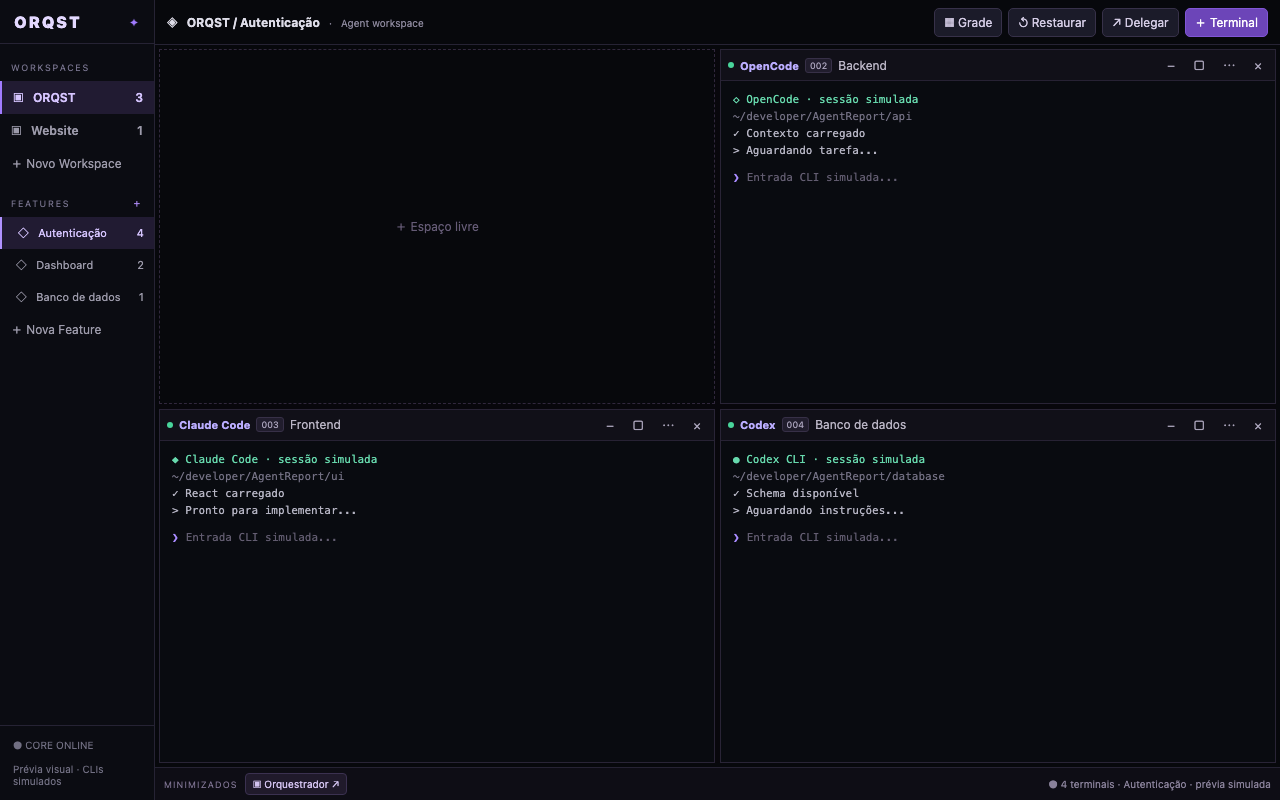 ORQST ✦
WORKSPACES
▣ ORQST 3
▣ Website 1
+ Novo Workspace
FEATURES +
◇ Autenticação 4
◇ Dashboard 2
◇ Banco de dados 1
+ Nova Feature
● CORE ONLINE
Prévia visual · CLIs
simulados
◈ ORQST / Autenticação · Agent workspace
▦ Grade
↺ Restaurar
↗ Delegar
+ Terminal
+ Espaço livre
OpenCode 002 Backend − □ ··· ×
◇ OpenCode · sessão simulada
~/developer/AgentReport/api
✓ Contexto carregado
> Aguardando tarefa...
❯ Entrada CLI simulada...
Claude Code 003 Frontend − □ ··· ×
◆ Claude Code · sessão simulada
~/developer/AgentReport/ui
✓ React carregado
> Pronto para implementar...
❯ Entrada CLI simulada...
Codex 004 Banco de dados − □ ··· ×
● Codex CLI · sessão simulada
~/developer/AgentReport/database
✓ Schema disponível
> Aguardando instruções...
❯ Entrada CLI simulada...
MINIMIZADOS ▣ Orquestrador ↗
● 4 terminais · Autenticação · prévia simulada